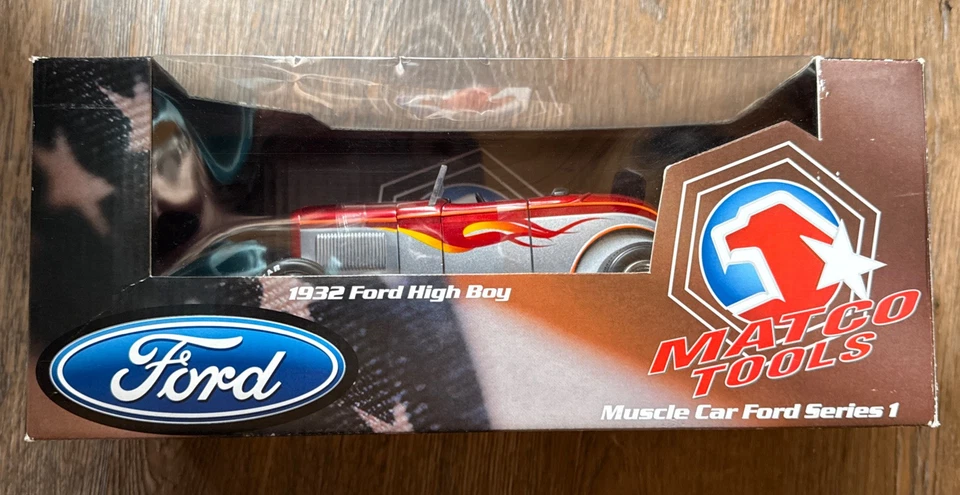 1932 Ford High Boy
Ford
MATCO
TOOLS
Muscle Car Ford Series 1